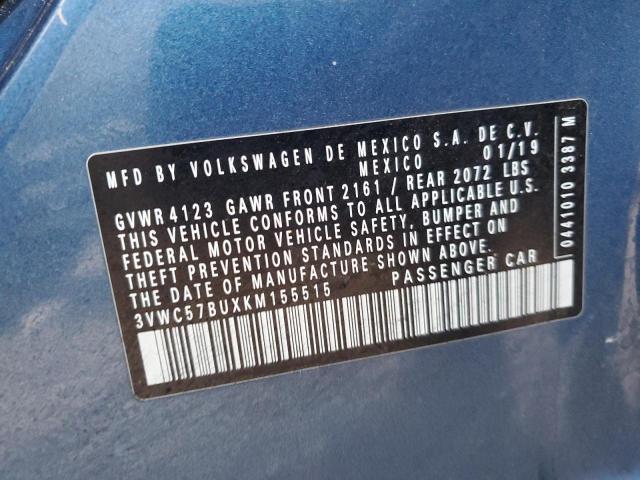 MFD BY VOLKSWAGEN DE MEXICO S.A. DE C.V.
MEXICO 01/19
GVWR 4123 GAWR FRONT 2161 / REAR 2072 LBS
THIS VEHICLE CONFORMS TO ALL APPLICABLE U.S.
FEDERAL MOTOR VEHICLE SAFETY, BUMPER AND
THEFT PREVENTION STANDARDS IN EFFECT ON
THE DATE OF MANUFACTURE SHOWN ABOVE.
3VWC57BUXKM155515 PASSENGER CAR
0441010 3387 M